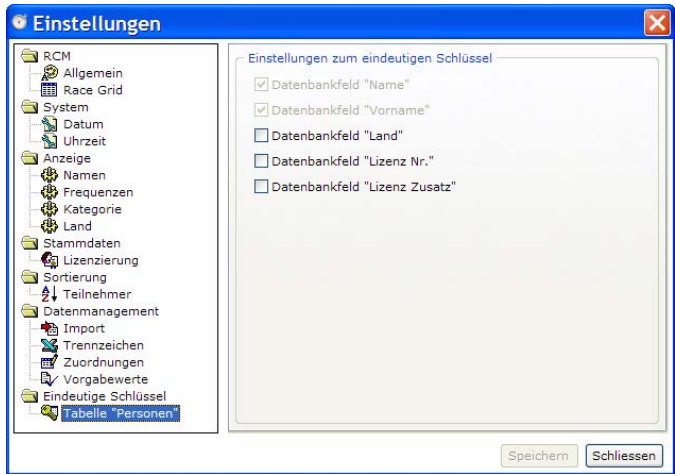 Einstellungen
RCM
Allgemein
Race Grid
System
Datum
Uhrzeit
Anzeige
Namen
Frequenzen
Kategorie
Land
Stammdaten
Lizenzierung
Sortierung
Teilnehmer
Datenmanagement
Import
Trennzeichen
Zuordnungen
Vorgabewerte
Eindeutige Schlüssel
Tabelle "Personen"
Einstellungen zum eindeutigen Schlüssel
Datenbankfeld "Name"
Datenbankfeld "Vorname"
Datenbankfeld "Land"
Datenbankfeld "Lizenz Nr."
Datenbankfeld "Lizenz Zusatz"
Speichern
Schliessen